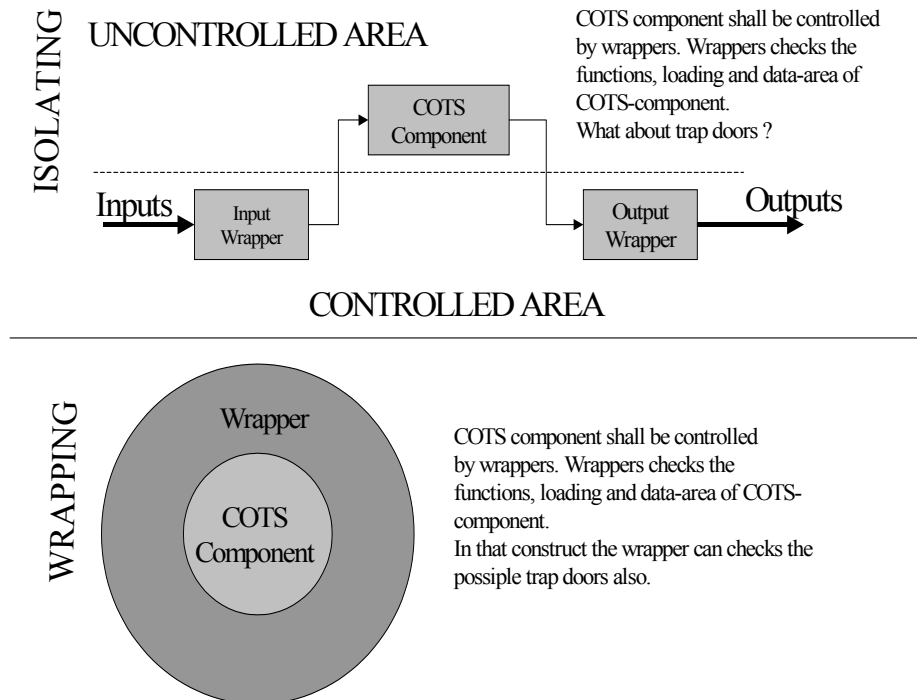 ISOLATING
UNCONTROLLED AREA
COTS component shall be controlled
by wrappers. Wrappers checks the
functions, loading and data-area of
COTS-component.
What about trap doors ?
COTS
Component
Inputs
Input
Wrapper
Output
Wrapper
Outputs
CONTROLLED AREA
WRAPPING
Wrapper
COTS
Component
COTS component shall be controlled
by wrappers. Wrappers checks the
functions, loading and data-area of COTS-
component.
In that construct the wrapper can checks the
possiple trap doors also.